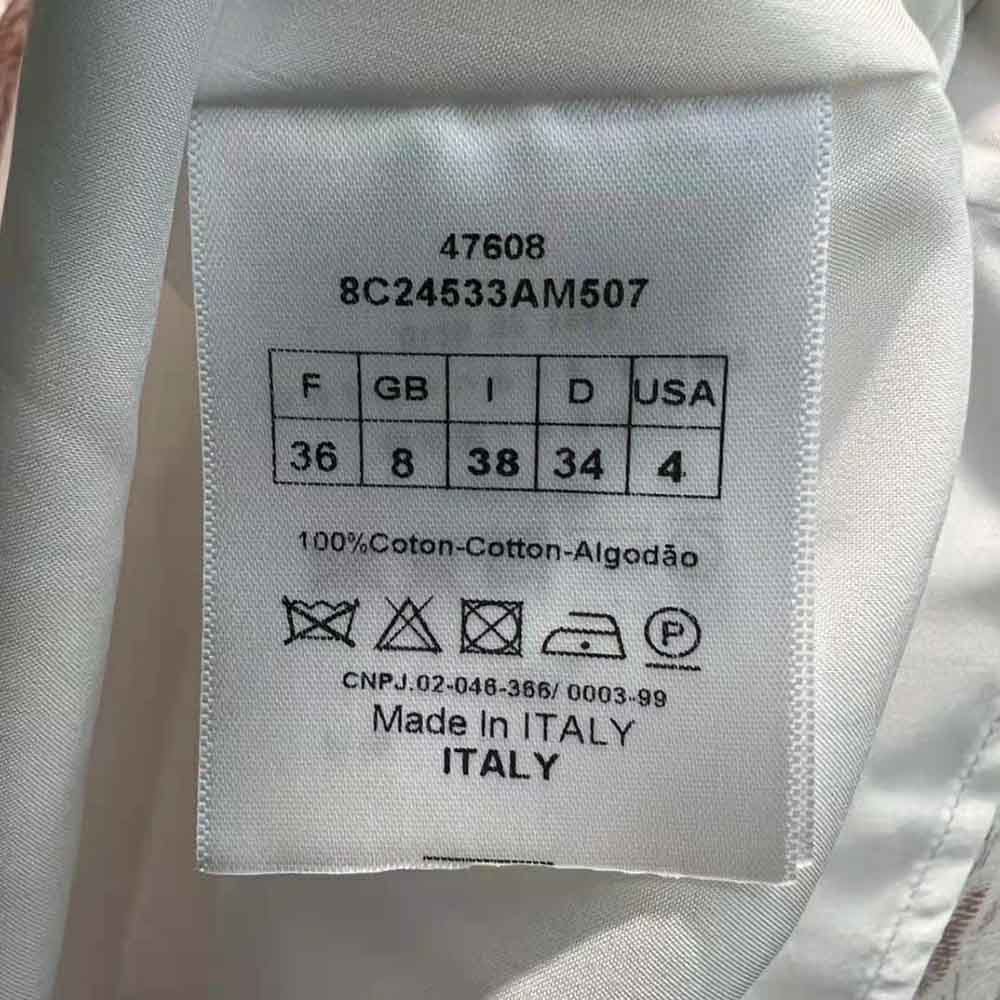 47608
8C24533AM507
F GB I D USA
36 8 38 34 4
100%Coton-Cotton-Algodão
P
CNPJ.02-046-366/ 0003-99
Made In ITALY
ITALY